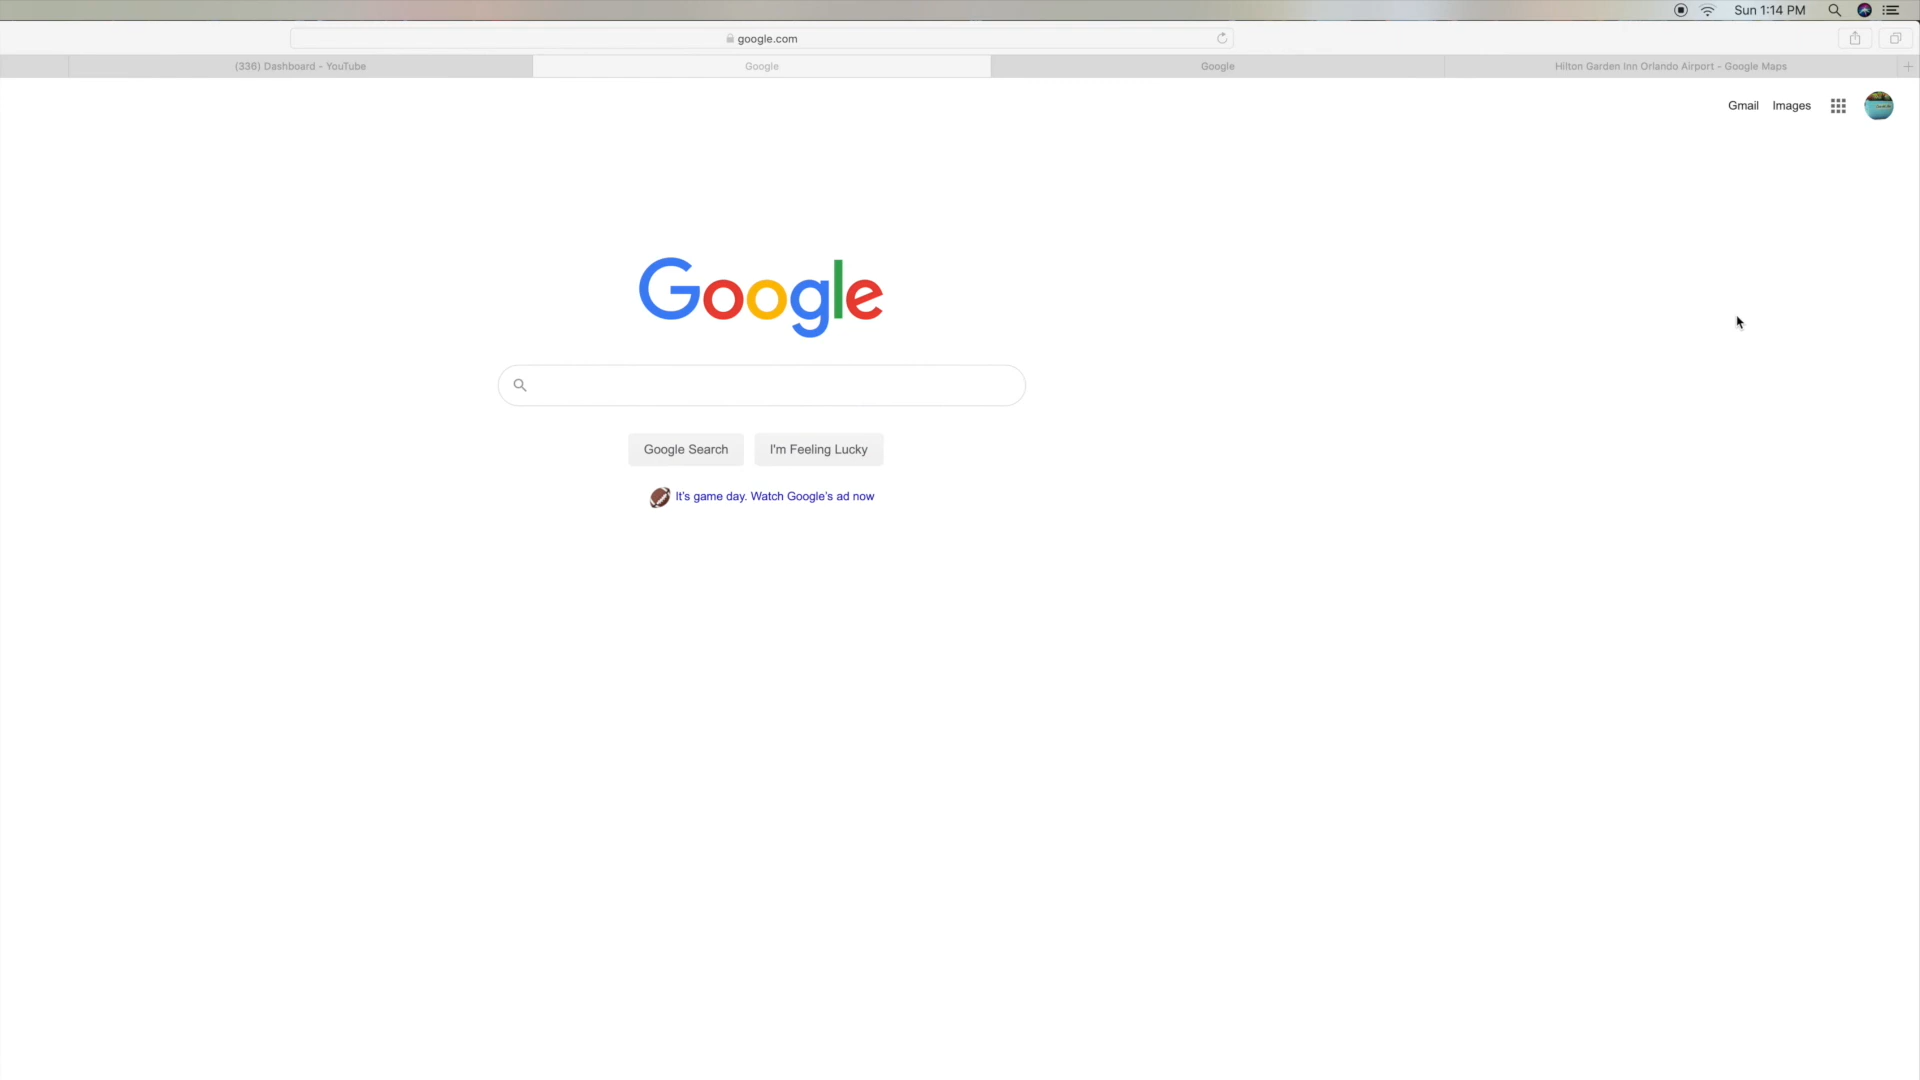 Sun 1:14 PM
google.com
(336) Dashboard - YouTube
Google
Google
Hilton Garden Inn Orlando Airport - Google Maps
Gmail
Images
Google
Google Search
I'm Feeling Lucky
It's game day. Watch Google's ad now